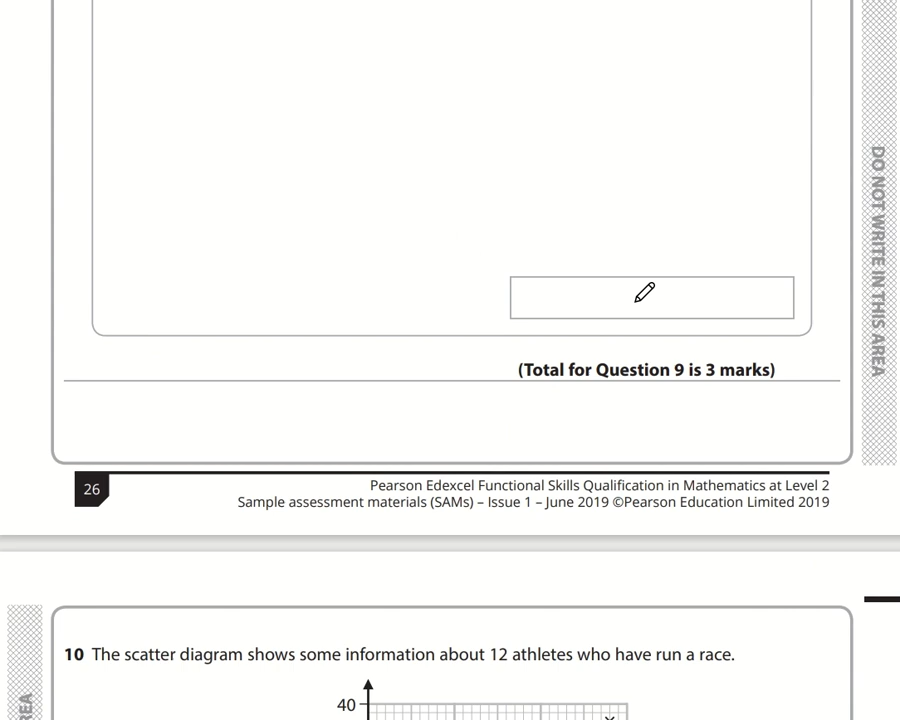 DO NOT WRITE IN THIS AREA
(Total for Question 9 is 3 marks)
26
Pearson Edexcel Functional Skills Qualification in Mathematics at Level 2
Sample assessment materials (SAMs) – Issue 1 – June 2019 ©Pearson Education Limited 2019
REA
10 The scatter diagram shows some information about 12 athletes who have run a race.
40